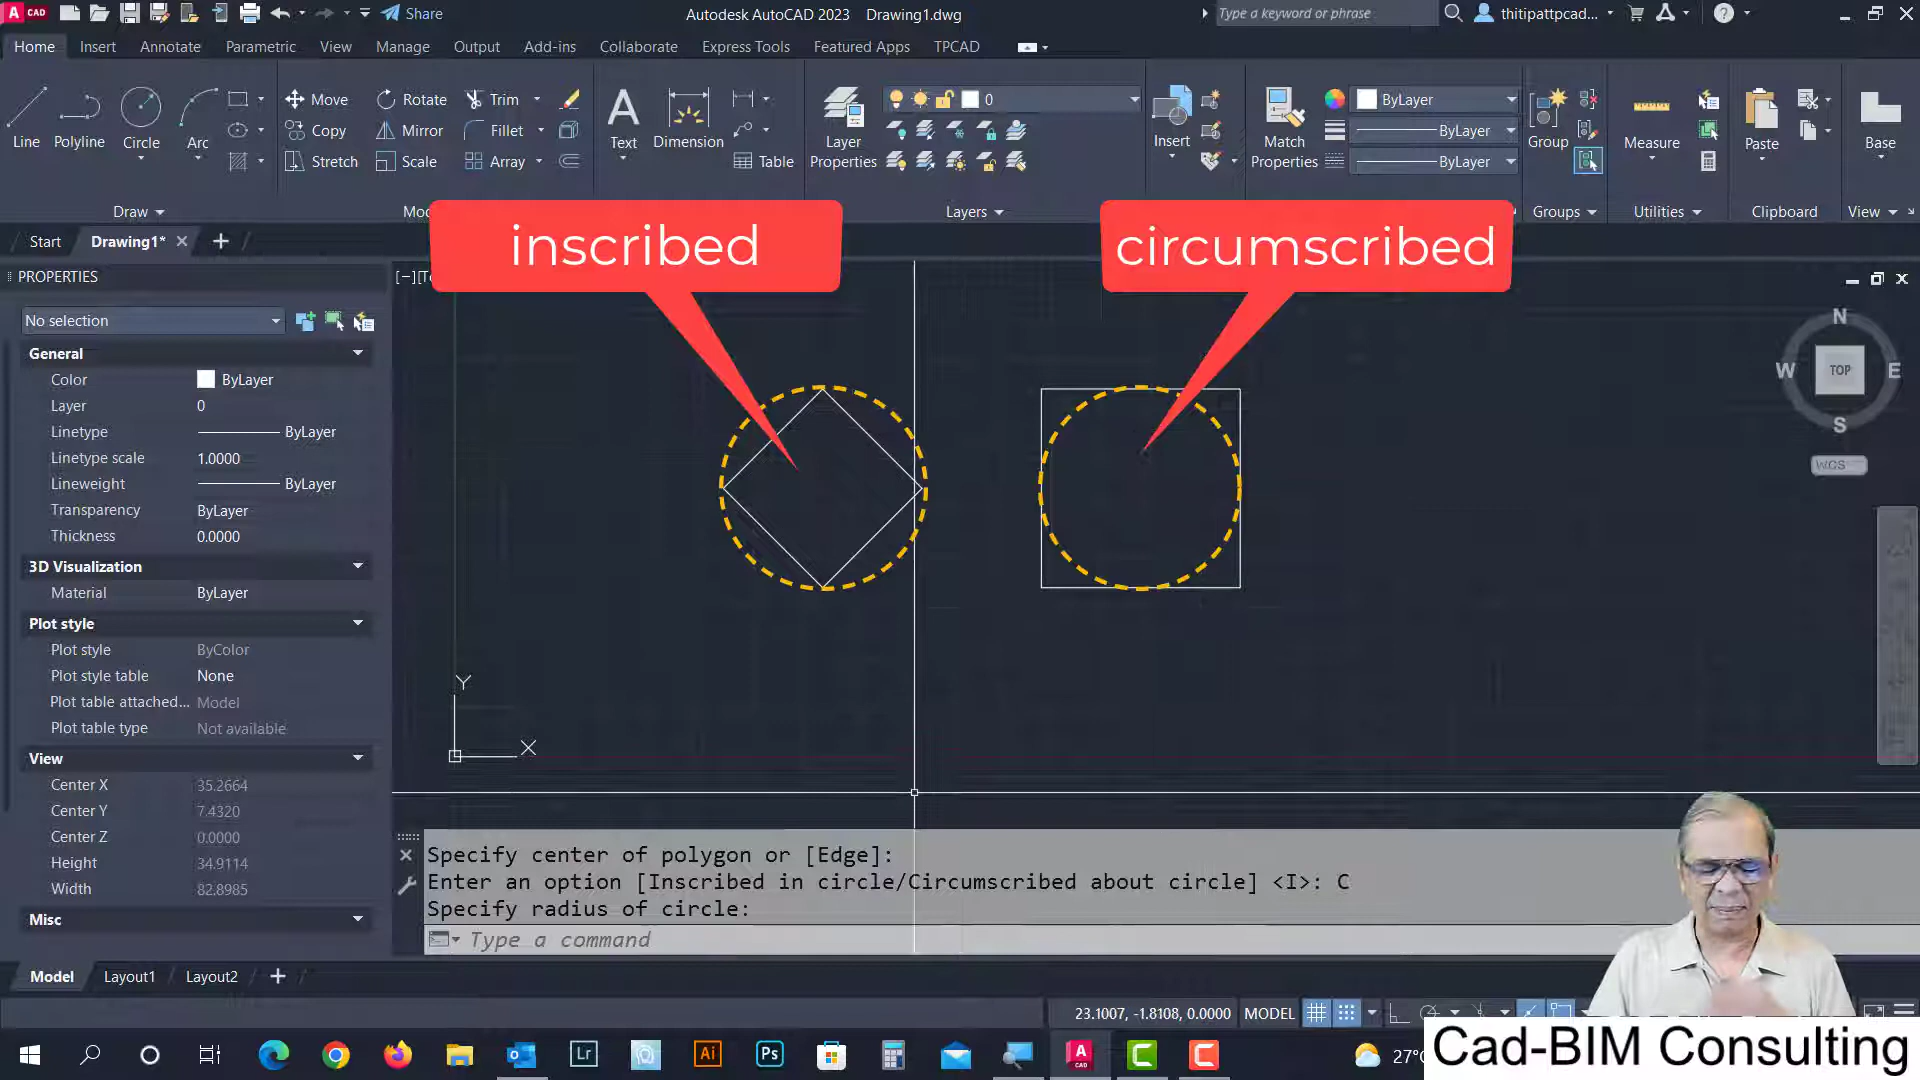 A CAD
Share
Autodesk AutoCAD 2023 Drawing1.dwg
Type a keyword or phrase
thitipattpcad...
Home Insert Annotate Parametric View Manage Output Add-ins Collaborate Express Tools Featured Apps TPCAD
Line Polyline Circle Arc
Move Rotate Trim
Copy Mirror Fillet
Stretch Scale Array
Text Dimension Table
Layer Properties
0
Insert
Match Properties
ByLayer
ByLayer
ByLayer
Group
Measure
Paste
Base
Draw
Layers
Groups
Utilities
Clipboard
View
Start Drawing1*
inscribed
circumscribed
PROPERTIES
No selection
General
Color ByLayer
Layer 0
Linetype ByLayer
Linetype scale 1.0000
Lineweight ByLayer
Transparency ByLayer
Thickness 0.0000
3D Visualization
Material ByLayer
Plot style
Plot style ByColor
Plot style table None
Plot table attached... Model
Plot table type Not available
View
Center X 35.2664
Center Y 7.4320
Center Z 0.0000
Height 34.9114
Width 82.8985
Misc
N
W TOP E
S
WCS
Y
X
Specify center of polygon or [Edge]:
Enter an option [Inscribed in circle/Circumscribed about circle] <I>: C
Specify radius of circle:
Type a command
Model Layout1 Layout2
23.1007, -1.8108, 0.0000 MODEL
Lr
Ai
Ps
A CAD
C
C
27°
Cad-BIM Consulting